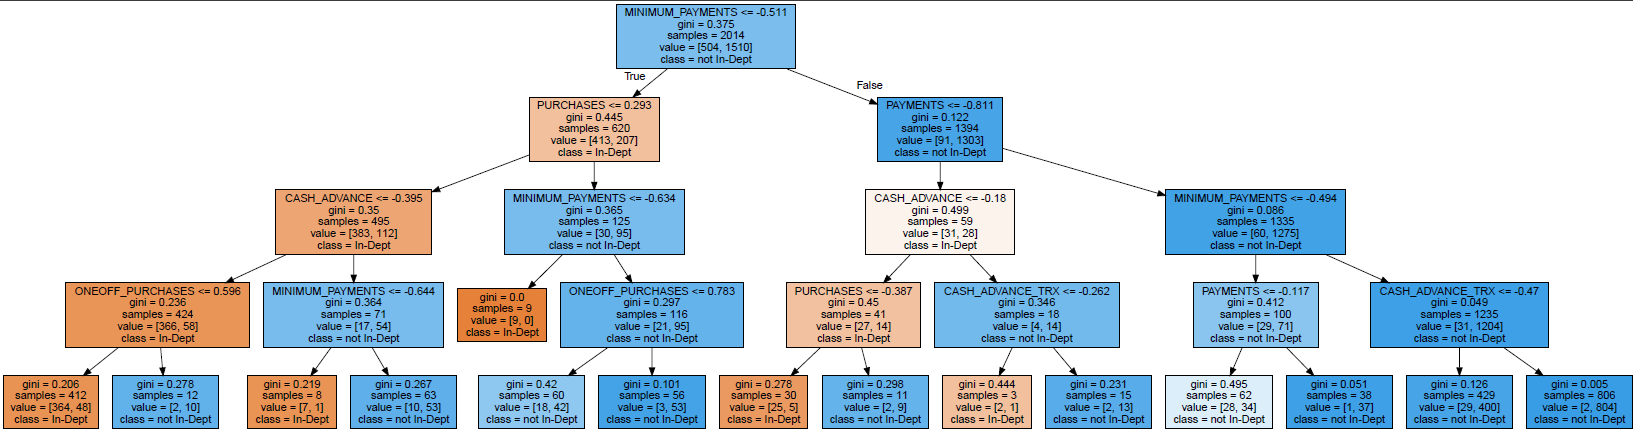 MINIMUM_PAYMENTS <= -0.511
gini = 0.375
samples = 2014
value = [504, 1510]
class = not In-Dept
True
False
PURCHASES <= 0.293
gini = 0.445
samples = 620
value = [413, 207]
class = In-Dept
PAYMENTS <= -0.811
gini = 0.122
samples = 1394
value = [91, 1303]
class = not In-Dept
CASH_ADVANCE <= -0.395
gini = 0.35
samples = 495
value = [383, 112]
class = In-Dept
MINIMUM_PAYMENTS <= -0.634
gini = 0.365
samples = 125
value = [30, 95]
class = not In-Dept
CASH_ADVANCE <= -0.18
gini = 0.499
samples = 59
value = [31, 28]
class = In-Dept
MINIMUM_PAYMENTS <= -0.494
gini = 0.086
samples = 1335
value = [60, 1275]
class = not In-Dept
ONEOFF_PURCHASES <= 0.596
gini = 0.236
samples = 424
value = [366, 58]
class = In-Dept
MINIMUM_PAYMENTS <= -0.644
gini = 0.364
samples = 71
value = [17, 54]
class = not In-Dept
gini = 0.0
samples = 9
value = [9, 0]
class = In-Dept
ONEOFF_PURCHASES <= 0.783
gini = 0.297
samples = 116
value = [21, 95]
class = not In-Dept
PURCHASES <= -0.387
gini = 0.45
samples = 41
value = [27, 14]
class = In-Dept
CASH_ADVANCE_TRX <= -0.262
gini = 0.346
samples = 18
value = [4, 14]
class = not In-Dept
PAYMENTS <= -0.117
gini = 0.412
samples = 100
value = [29, 71]
class = not In-Dept
CASH_ADVANCE_TRX <= -0.47
gini = 0.049
samples = 1235
value = [31, 1204]
class = not In-Dept
gini = 0.206
samples = 412
value = [364, 48]
class = In-Dept
gini = 0.278
samples = 12
value = [2, 10]
class = not In-Dept
gini = 0.219
samples = 8
value = [7, 1]
class = In-Dept
gini = 0.267
samples = 63
value = [10, 53]
class = not In-Dept
gini = 0.42
samples = 60
value = [18, 42]
class = not In-Dept
gini = 0.101
samples = 56
value = [3, 53]
class = not In-Dept
gini = 0.278
samples = 30
value = [25, 5]
class = In-Dept
gini = 0.298
samples = 11
value = [2, 9]
class = not In-Dept
gini = 0.444
samples = 3
value = [2, 1]
class = In-Dept
gini = 0.231
samples = 15
value = [2, 13]
class = not In-Dept
gini = 0.495
samples = 62
value = [28, 34]
class = not In-Dept
gini = 0.051
samples = 38
value = [1, 37]
class = not In-Dept
gini = 0.126
samples = 429
value = [29, 400]
class = not In-Dept
gini = 0.005
samples = 806
value = [2, 804]
class = not In-Dept